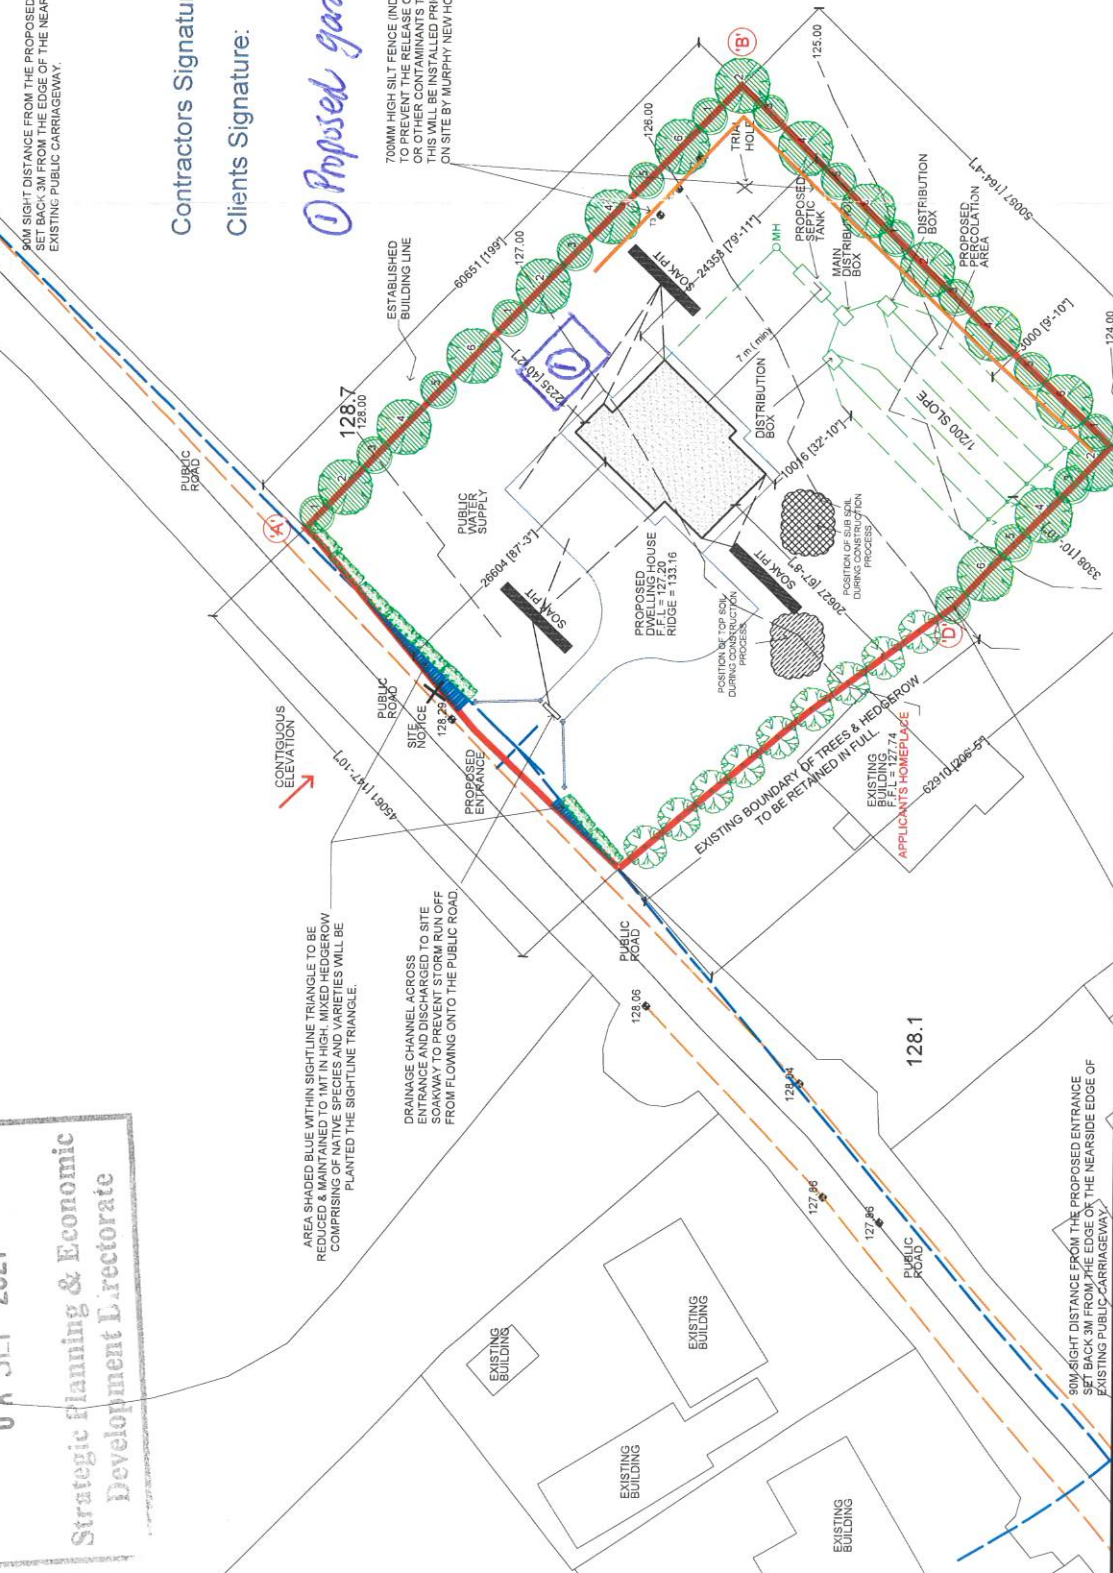 90M SIGHT DISTANCE FROM THE PROPOSED
SET BACK 3M FROM THE EDGE OF THE NEAR
EXISTING PUBLIC CARRIAGEWAY.
Contractors Signatu
Clients Signature:
① Proposed gar
700MM HIGH SILT FENCE (IND
TO PREVENT THE RELEASE O
OR OTHER CONTAMINANTS T
THIS WILL BE INSTALLED PRI
ON SITE BY MURPHY NEW HO
ESTABLISHED
BUILDING LINE
60651 [199']
127.00
126.00
125.00
124.00
'B'
TRIAL
HOLE
T3
50087 [164'-4"]
PUBLIC
ROAD
'A'
128.7
128.00
PUBLIC
WATER
SUPPLY
2235 [40'2"]
①
SOAK PIT
24353 [79'-11"]
MH
PROPOSED
SEPTIC
TANK
MAIN
DISTRIBUTION
BOX
DISTRIBUTION
BOX
PROPOSED
PERCOLATION
AREA
7 m (min)
DISTRIBUTION
BOX
3000 [9'-10"]
1/200 SLOPE
10016 [32'-10"]
26604 [87'-3"]
SOAK PIT
PROPOSED
DWELLING HOUSE
F.F.L = 127.20
RIDGE = 133.16
SOAK PIT
20627 [67'-8"]
POSITION OF SUB SOIL
DURING CONSTRUCTION
PROCESS
POSITION OF TOP SOIL
DURING CONSTRUCTION
PROCESS
'D'
CONTIGUOUS
ELEVATION
45061 [147'-10"]
PUBLIC
ROAD
SITE
NOTICE
128.29
PROPOSED
ENTRANCE
EXISTING BOUNDARY OF TREES & HEDGEROW
TO BE RETAINED IN FULL.
EXISTING
BUILDING
F.F.L = 127.74
APPLICANTS HOMEPLACE
62910 [206'-5"]
AREA SHADED BLUE WITHIN SIGHTLINE TRIANGLE TO BE
REDUCED & MAINTAINED TO 1MT IN HIGH. MIXED HEDGEROW
COMPRISING OF NATIVE SPECIES AND VARIETIES WILL BE
PLANTED THE SIGHTLINE TRIANGLE.
DRAINAGE CHANNEL ACROSS
ENTRANCE AND DISCHARGED TO SITE
SOAKWAY TO PREVENT STORM RUN OFF
FROM FLOWING ONTO THE PUBLIC ROAD.
PUBLIC
ROAD
128.06
128.04
128.1
127.86
127.86
PUBLIC
ROAD
EXISTING
BUILDING
EXISTING
BUILDING
EXISTING
BUILDING
EXISTING
BUILDING
90M SIGHT DISTANCE FROM THE PROPOSED ENTRANCE
SET BACK 3M FROM THE EDGE OF THE NEARSIDE EDGE OF
EXISTING PUBLIC CARRIAGEWAY.
Strategic Planning & Economic
Development Directorate